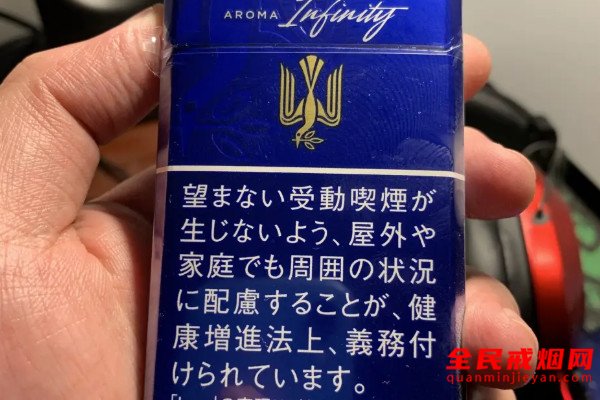 AROMA Infinity
望まない受動喫煙が
生じないよう、屋外や
家庭でも周囲の状況
に配慮することが、健
康増進法上、義務付
けられています。
全民戒烟网
quanminjieyan.com